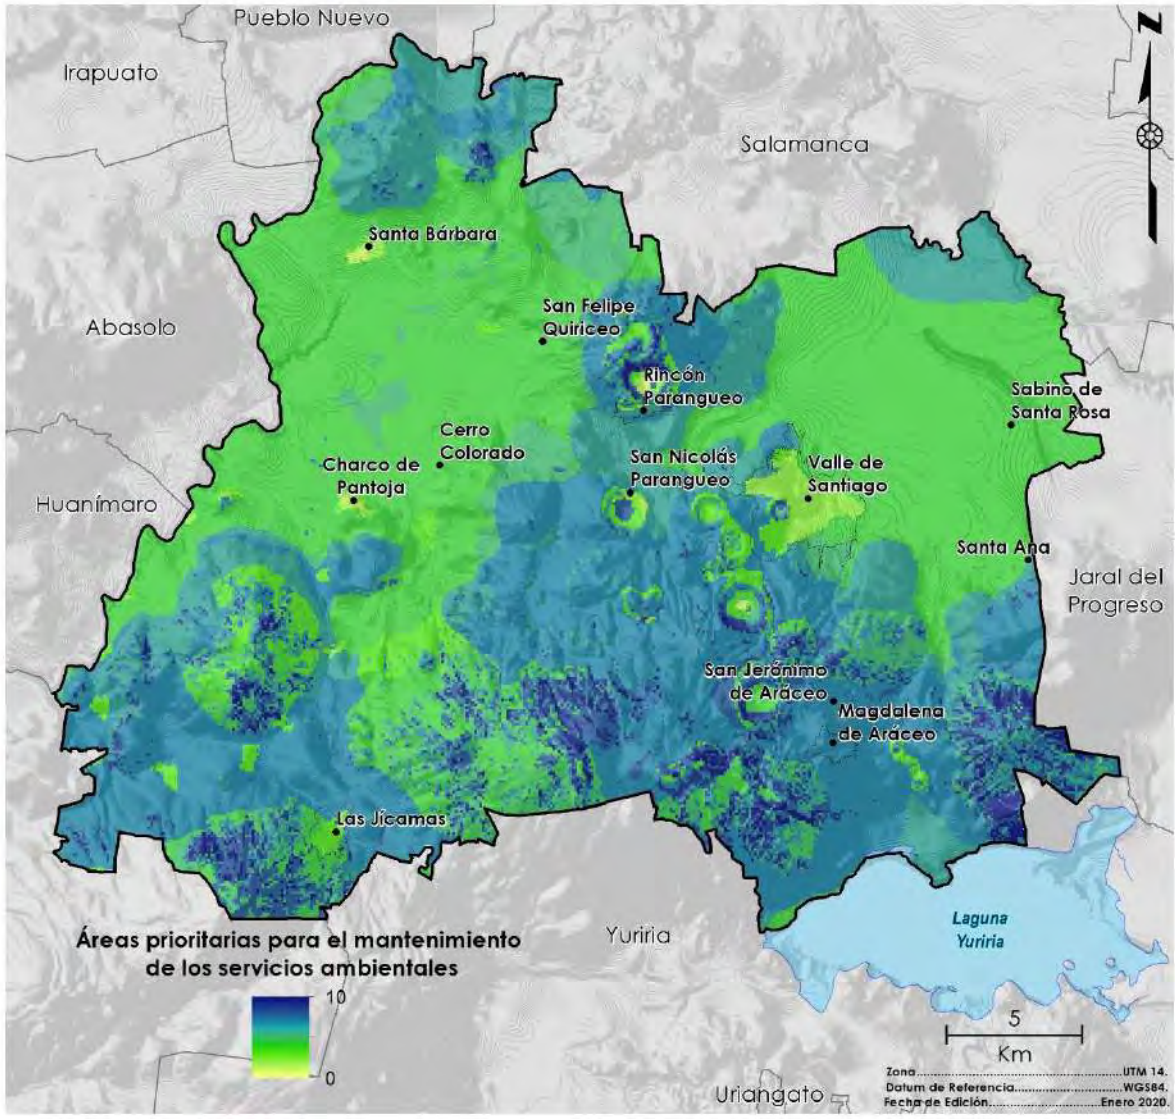 Pueblo Nuevo
Irapuato
N
Salamanca
Santa Bárbara
San Felipe
Quiriceo
Abasolo
Rincón
Parangueo
Sabino de
Santa Rosa
Cerro
Colorado
Charco de
Pantoja
San Nicolás
Parangueo
Valle de
Santiago
Huanímaro
Santa Ana
Jaral del
Progreso
San Jerónimo
de Aráceo
Magdalena
de Aráceo
Las Jícamas
Laguna
Yuriria
Yuriria
Áreas prioritarias para el mantenimiento
de los servicios ambientales
10
0
5
Km
Uriangato
Zona UTM 14.
Datum de Referencia WGS84.
Fecha de Edición Enero 2020.